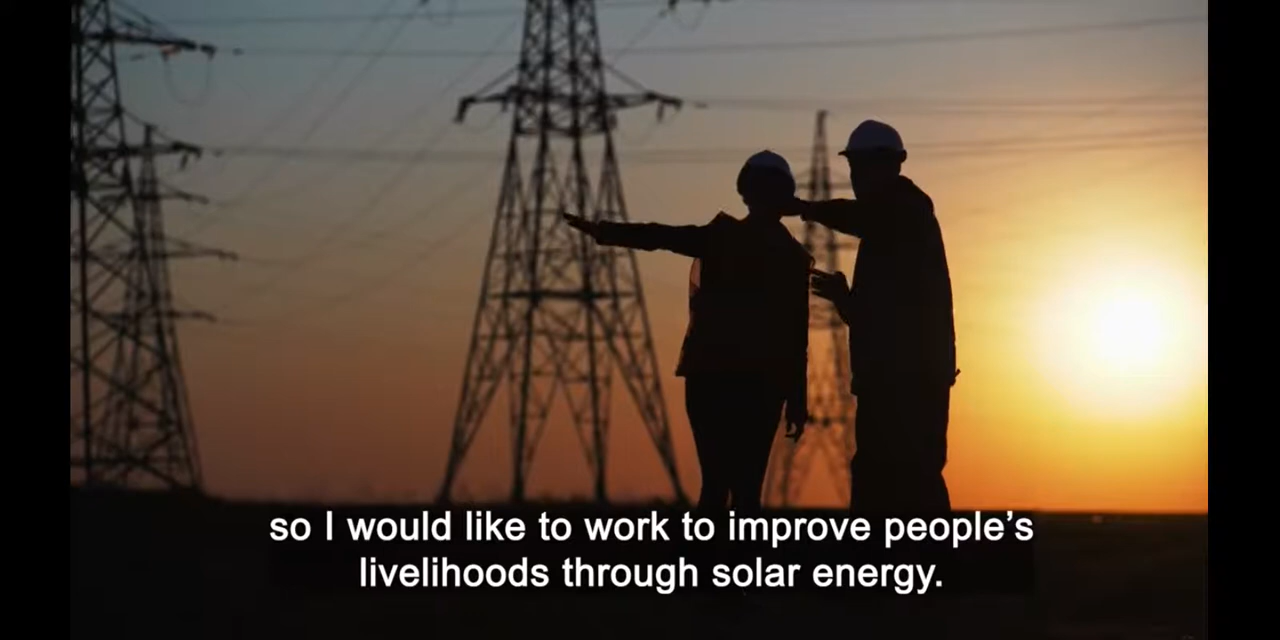 so I would like to work to improve people’s
livelihoods through solar energy.